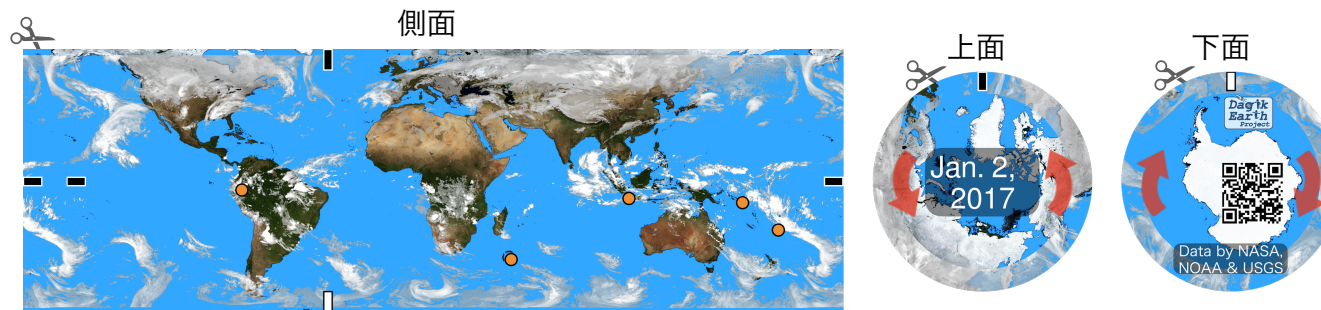 側面
上面
下面
Jan. 2,
2017
Dagik
Earth
Project
Data by NASA,
NOAA & USGS